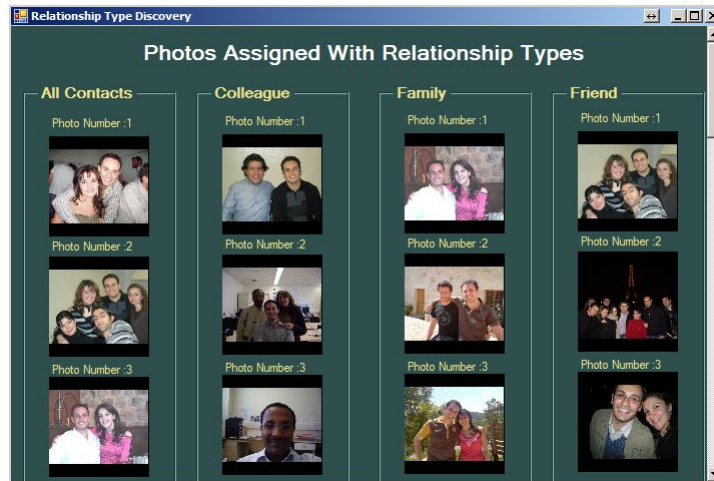 Relationship Type Discovery
Photos Assigned With Relationship Types
All Contacts
Photo Number :1
Photo Number :2
Photo Number :3
Colleague
Photo Number :1
Photo Number :2
Photo Number :3
Family
Photo Number :1
Photo Number :2
Photo Number :3
Friend
Photo Number :1
Photo Number :2
Photo Number :3